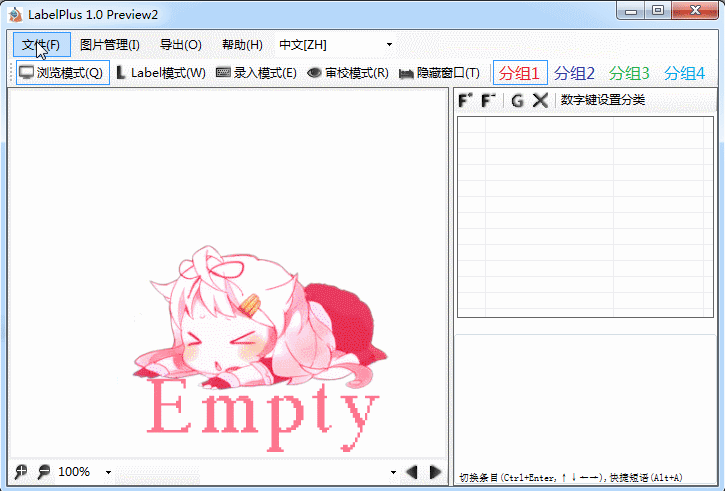 LabelPlus 1.0 Preview2
文件(F) 图片管理(I) 导出(O) 帮助(H) 中文[ZH]
浏览模式(Q) Label模式(W) 录入模式(E) 审校模式(R) 隐藏窗口(T) 分组1 分组2 分组3 分组4
F+ F- G 数字键设置分类
Empty
100%
切换条目(Ctrl+Enter,↑↓←→),快捷短语(Alt+A)